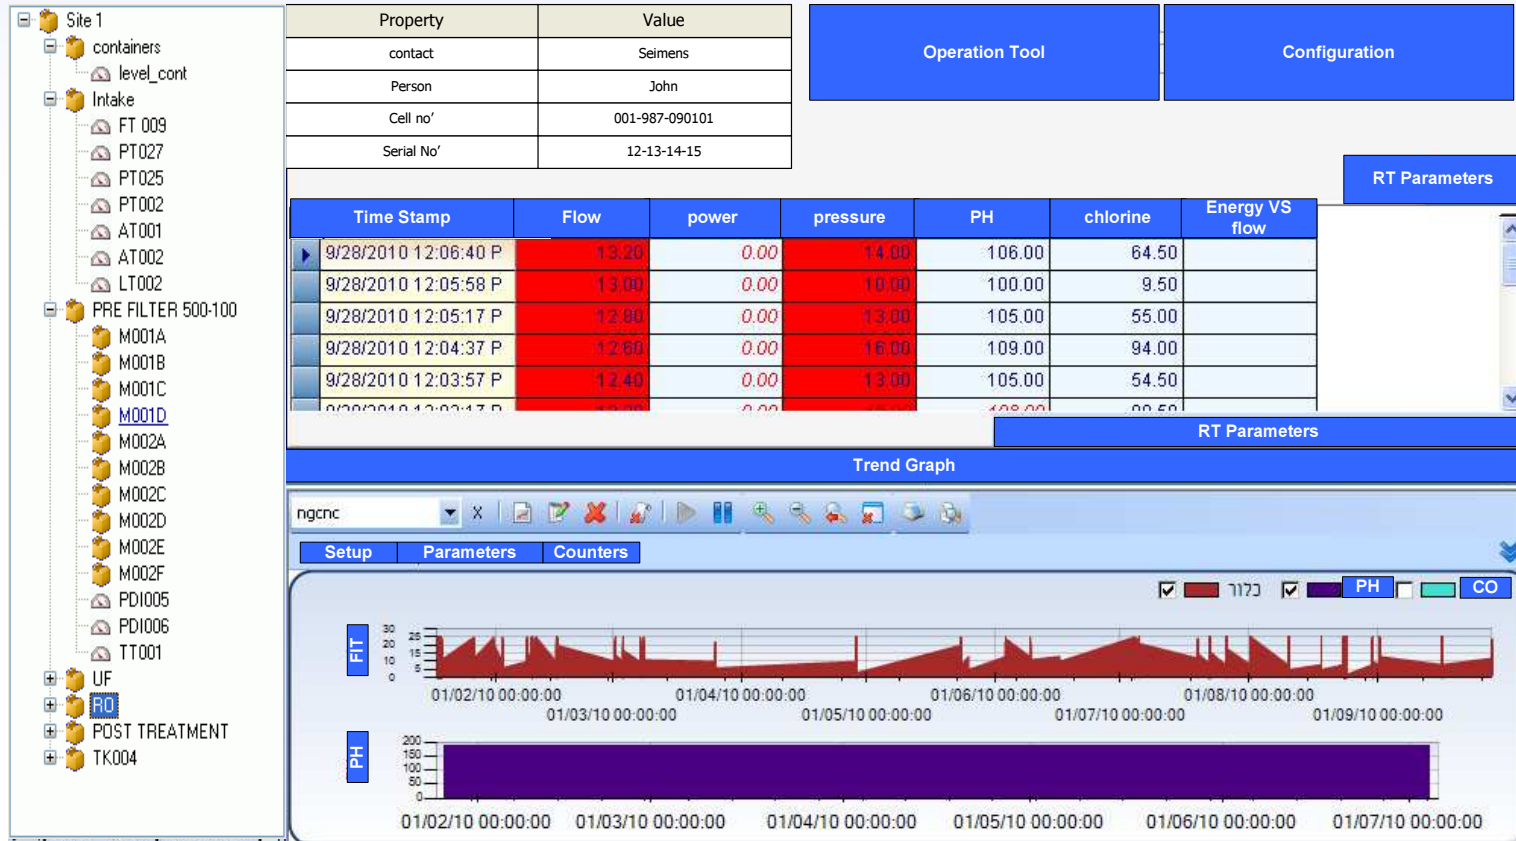 Site 1
containers
level_cont
Intake
FT 009
PT027
PT025
PT002
AT001
AT002
LT002
PRE FILTER 500-100
M001A
M001B
M001C
M001D
M002A
M002B
M002C
M002D
M002E
M002F
PDI005
PDI006
TT001
UF
RO
POST TREATMENT
TK004
Property Value
contact Seimens
Person John
Cell no’ 001-987-090101
Serial No’ 12-13-14-15
Operation Tool
Configuration
RT Parameters
Time Stamp Flow power pressure PH chlorine Energy VS flow
9/28/2010 12:06:40 P 13.20 0.00 14.00 106.00 64.50
9/28/2010 12:05:58 P 13.00 0.00 10.00 100.00 9.50
9/28/2010 12:05:17 P 12.80 0.00 13.00 105.00 55.00
9/28/2010 12:04:37 P 12.60 0.00 16.00 109.00 94.00
9/28/2010 12:03:57 P 12.40 0.00 13.00 105.00 54.50
RT Parameters
Trend Graph
ngcnc X
Setup Parameters Counters
כלור PH CO
FIT
30 25
20 15
10 5
0
01/02/10 00:00:00 01/04/10 00:00:00 01/06/10 00:00:00 01/08/10 00:00:00
01/03/10 00:00:00 01/05/10 00:00:00 01/07/10 00:00:00 01/09/10 00:00:00
PH
200
150
100
50
0
01/02/10 00:00:00 01/03/10 00:00:00 01/04/10 00:00:00 01/05/10 00:00:00 01/06/10 00:00:00 01/07/10 00:00:00